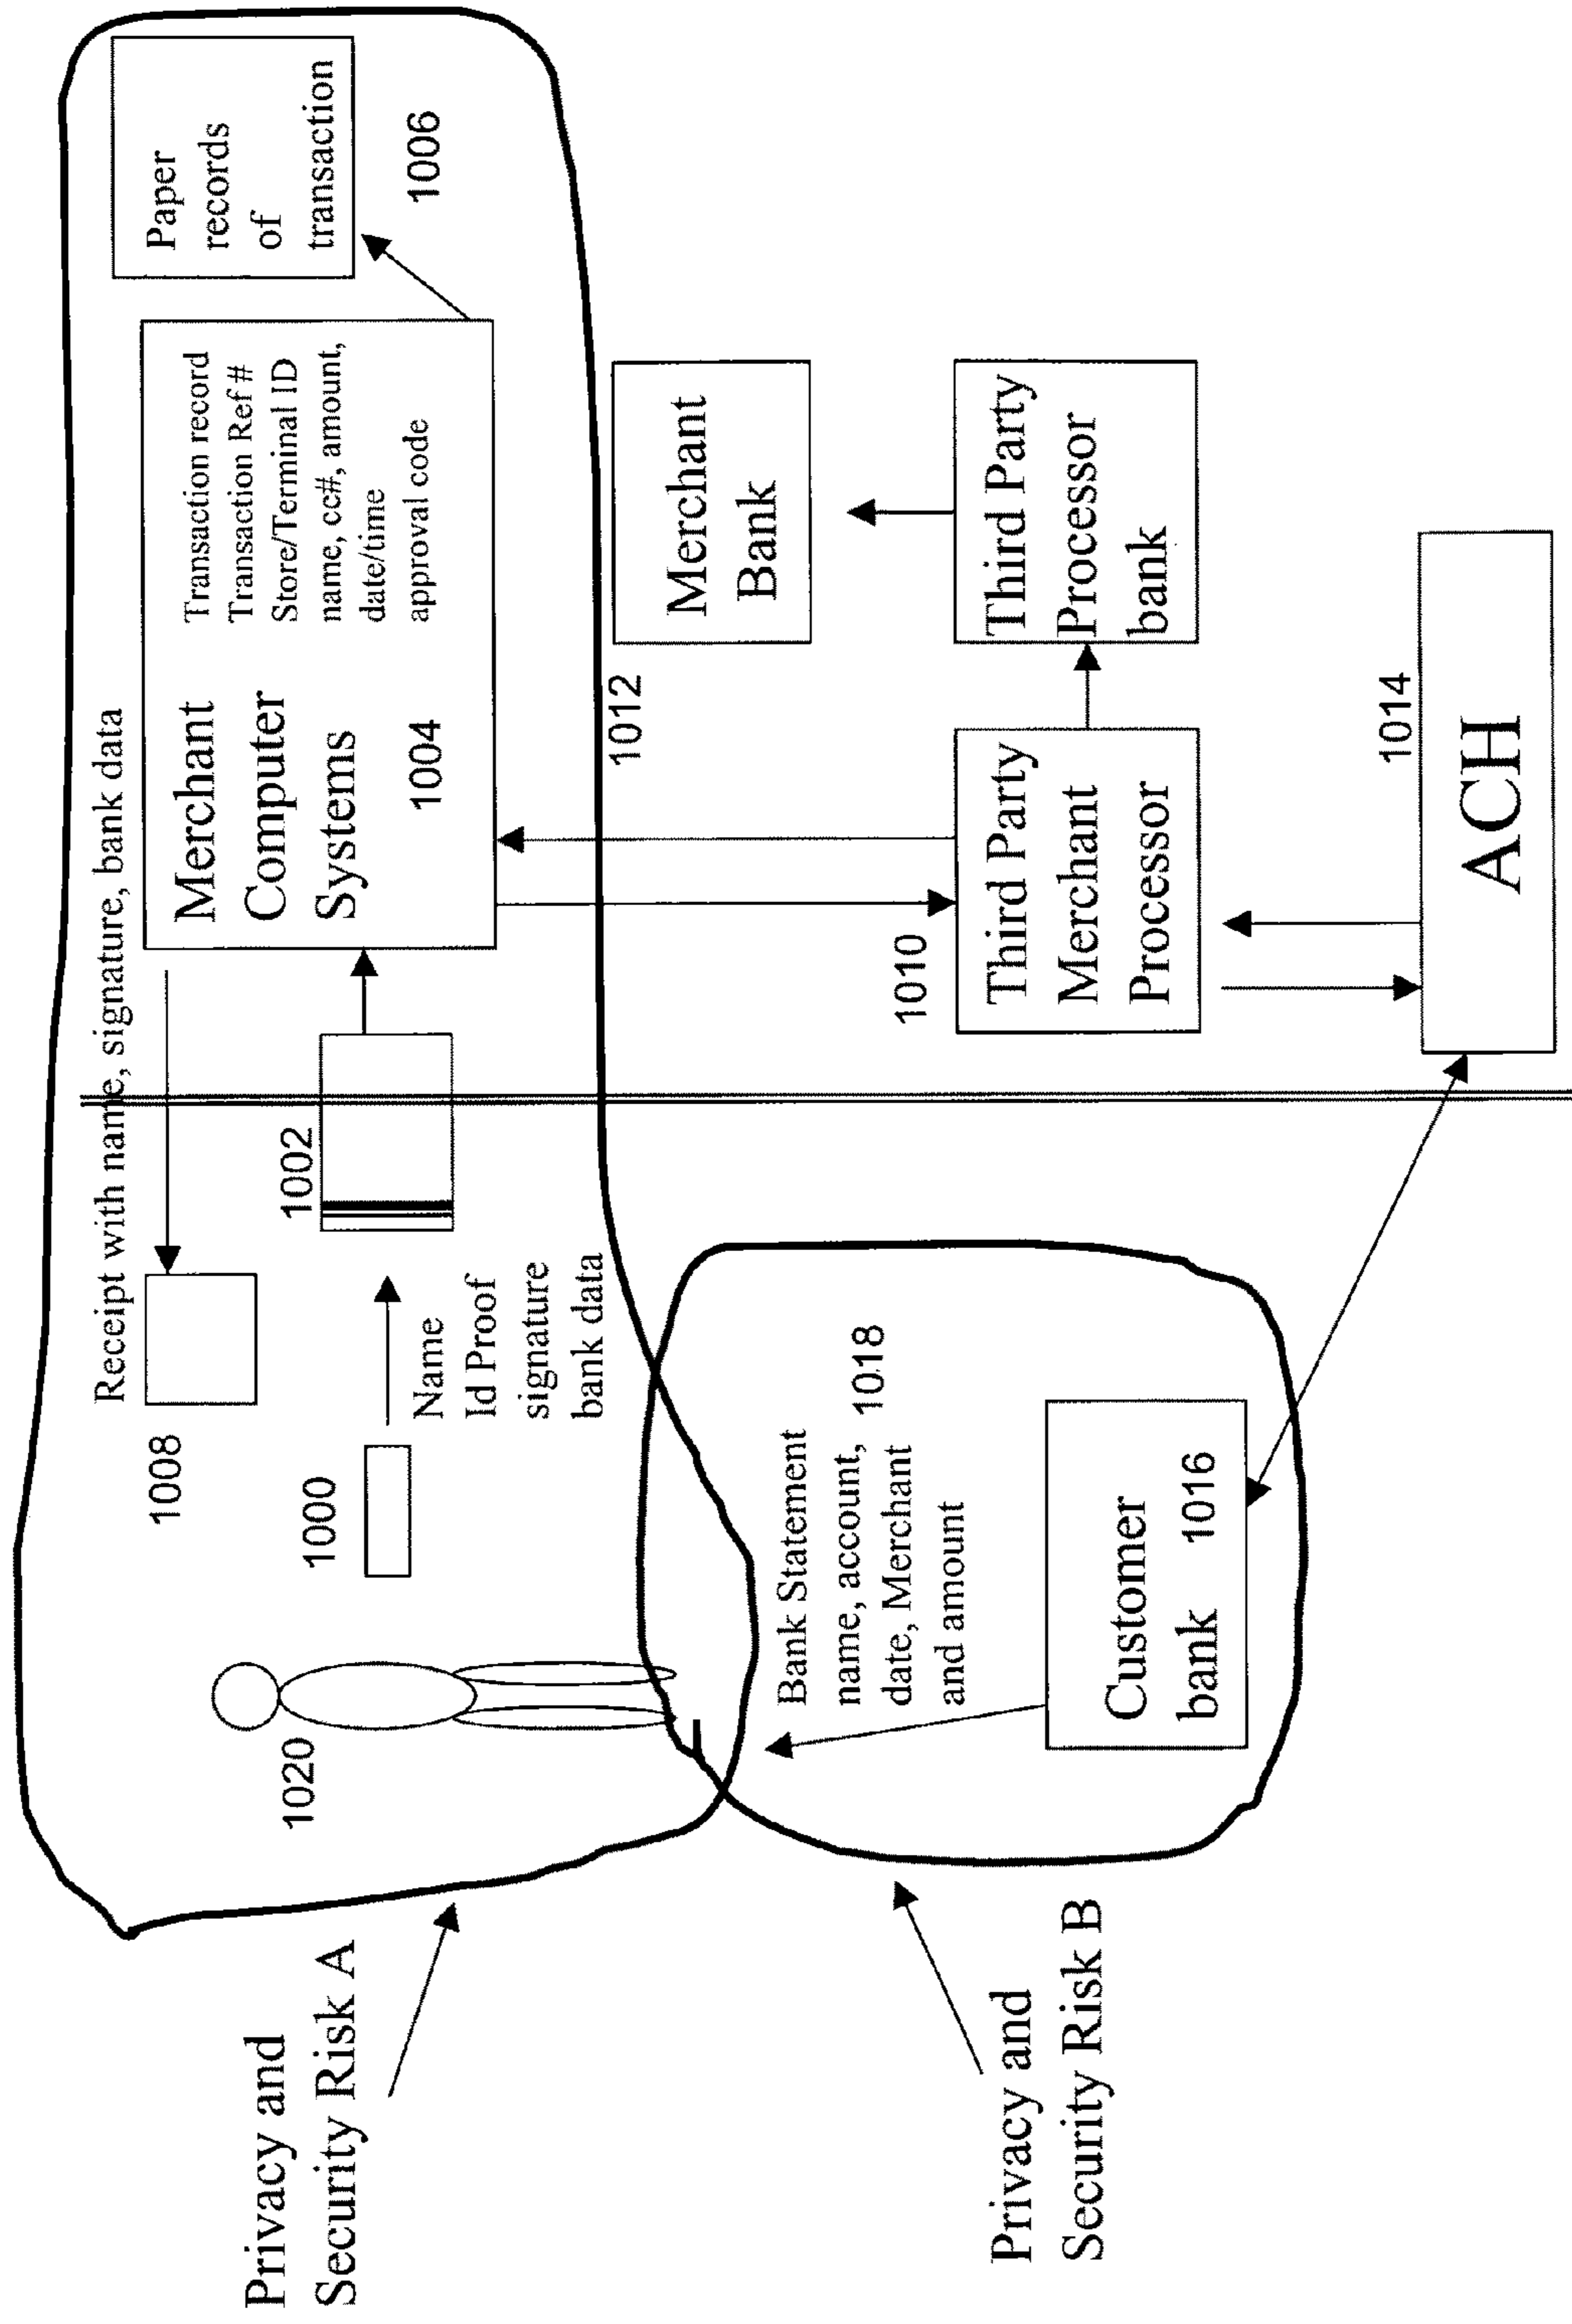 Privacy and
Security Risk A
Privacy and
Security Risk B
1020
1000
1008
Receipt with name, signature, bank data
Name
Id Proof
signature
bank data
1002
Merchant
Computer
Systems
1004
Transaction record
Transaction Ref #
Store/Terminal ID
name, cc#, amount,
date/time
approval code
Paper
records
of
transaction
1006
Bank Statement
name, account,
date, Merchant
and amount
1018
Customer
bank
1016
1012
Merchant
Bank
1010
Third Party
Merchant
Processor
Third Party
Processor
bank
1014
ACH